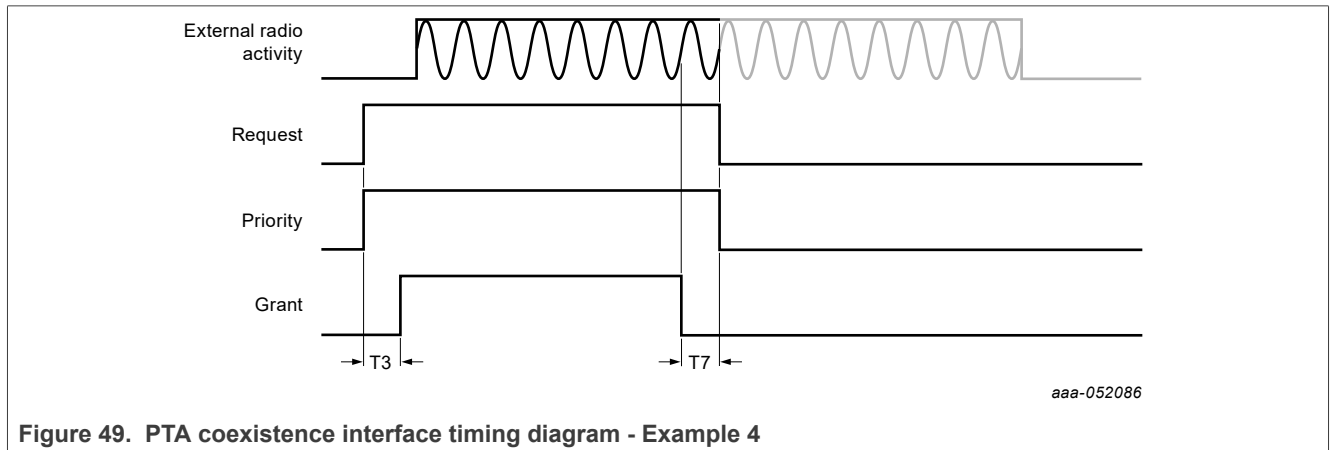 External radio
activity
Request
Priority
Grant
T3
T7
aaa-052086
Figure 49. PTA coexistence interface timing diagram - Example 4